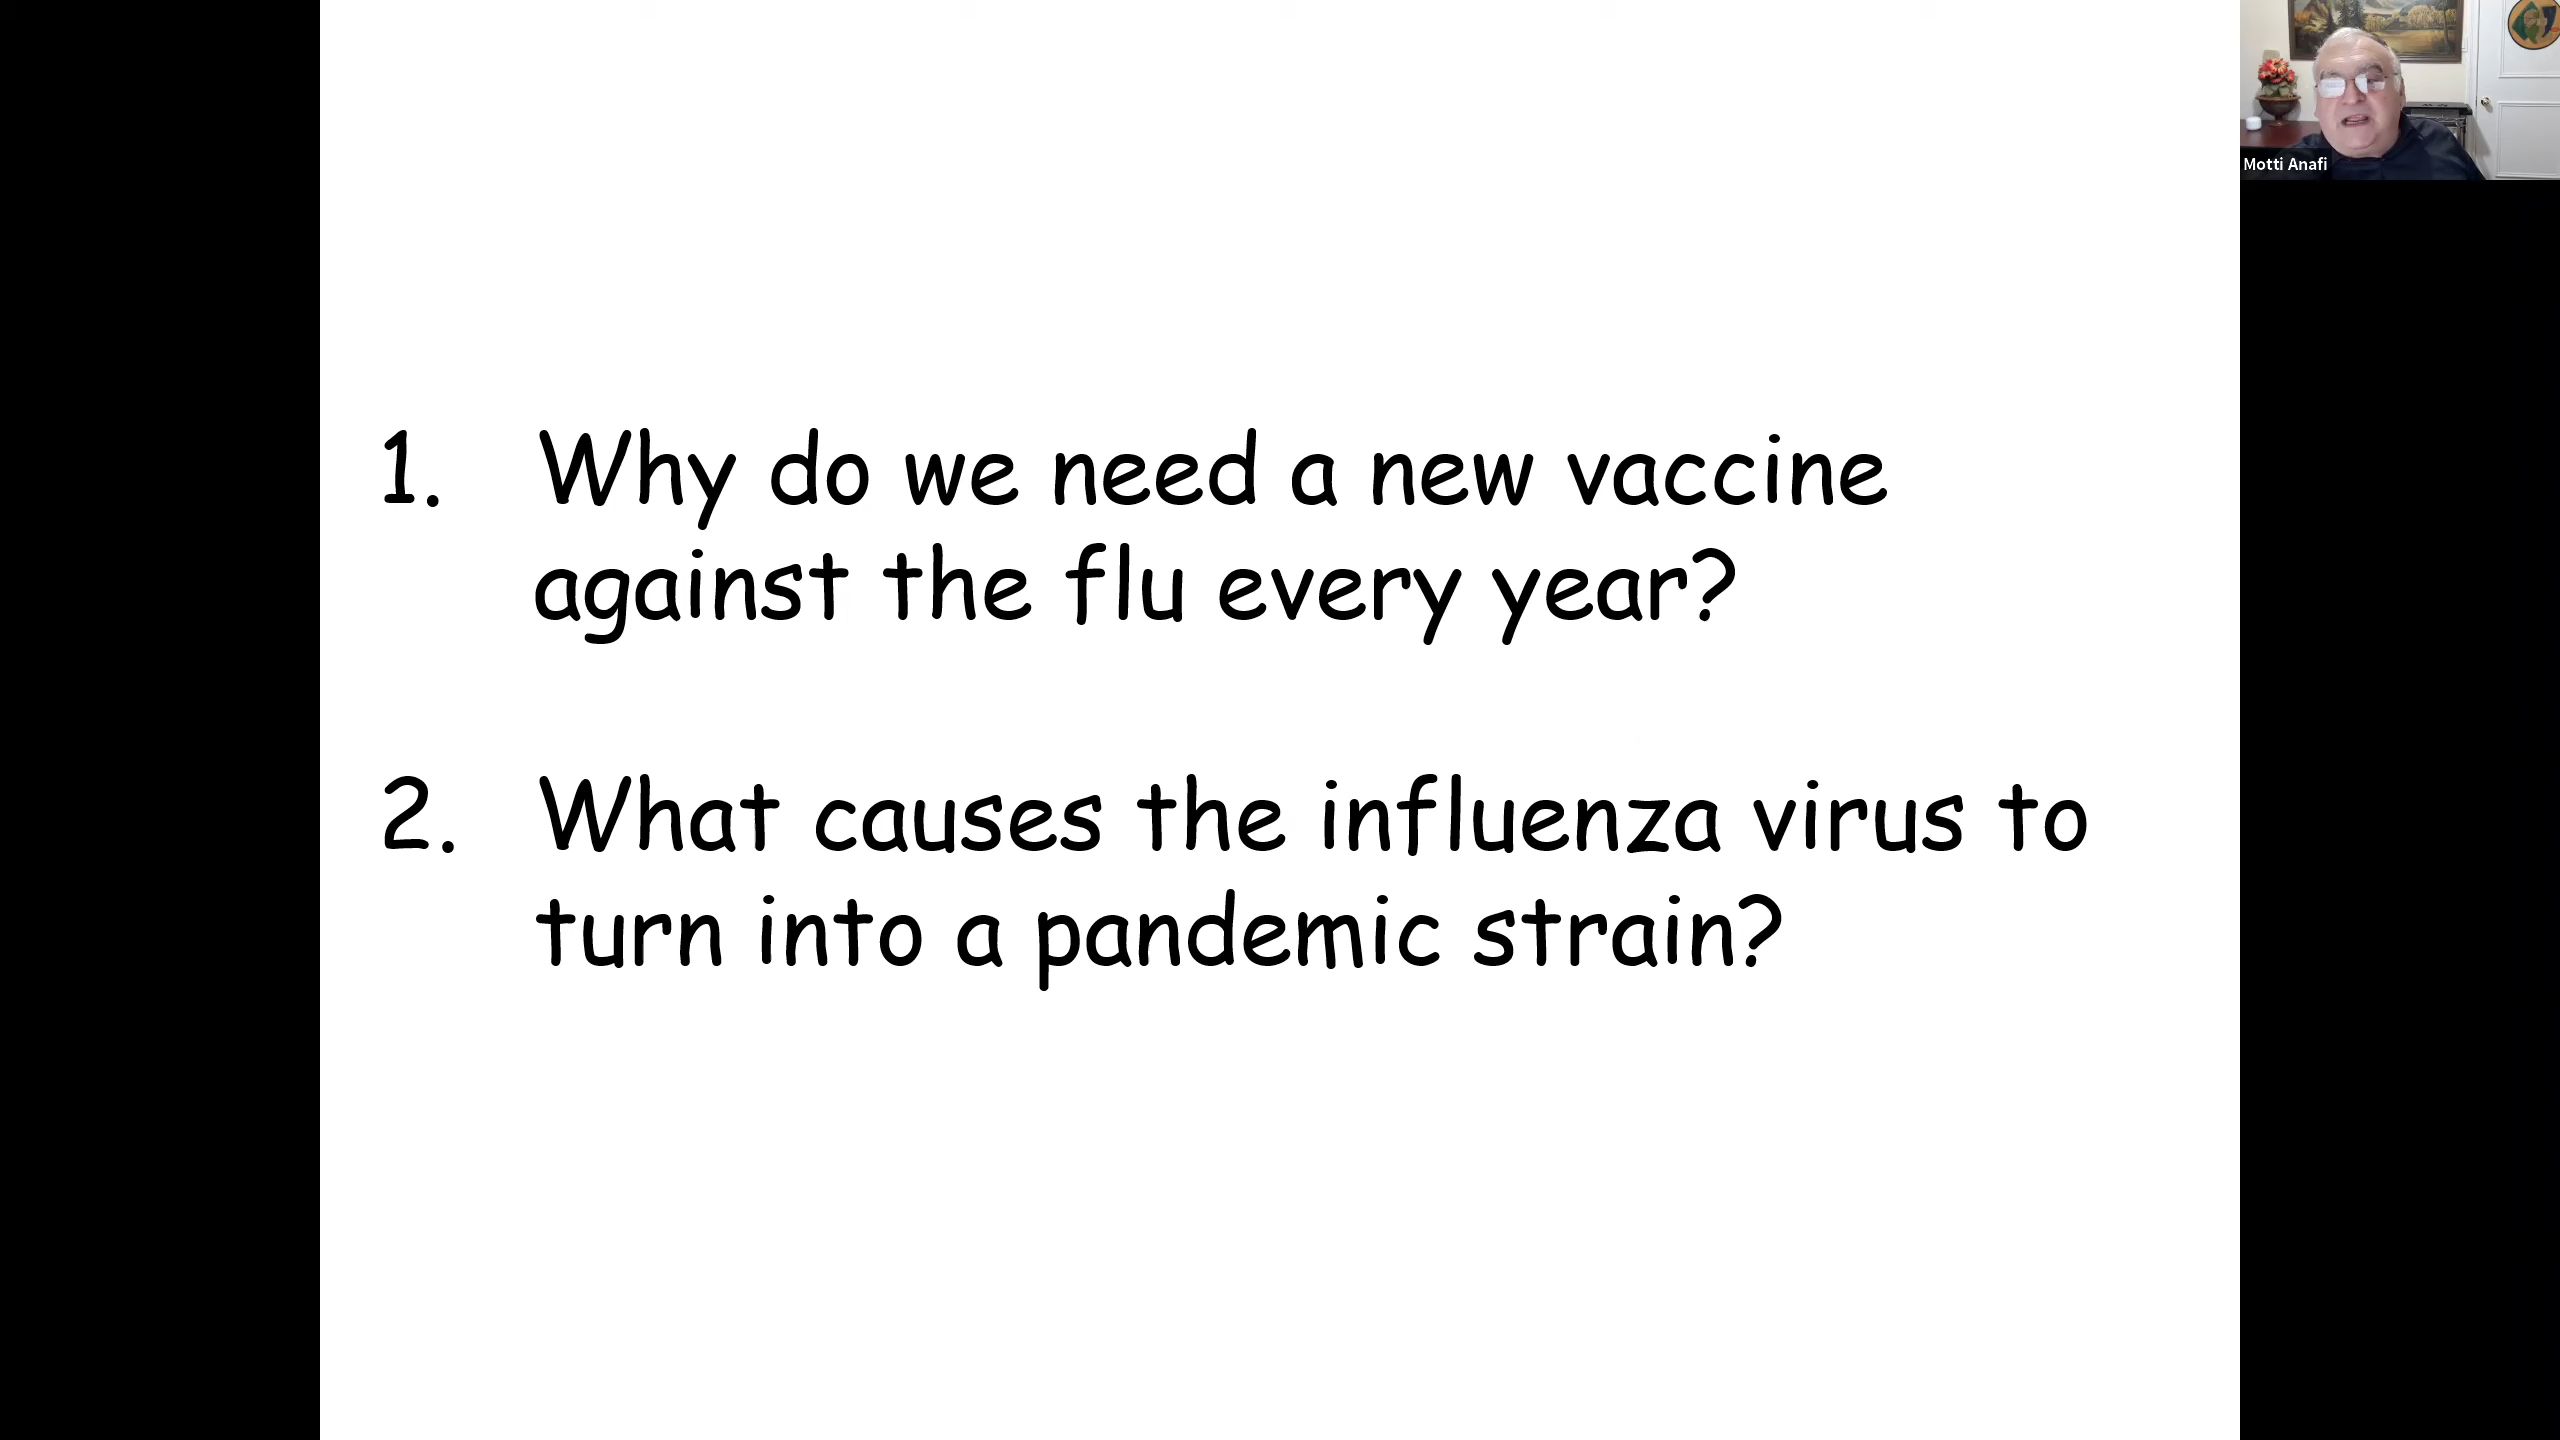 1. Why do we need a new vaccine
against the flu every year?
2. What causes the influenza virus to
turn into a pandemic strain?
Motti Anafi